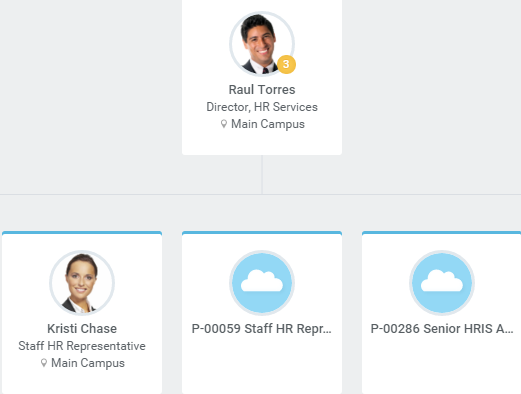 3
Raul Torres
Director, HR Services
Main Campus
Kristi Chase
Staff HR Representative
Main Campus
P-00059 Staff HR Repr...
P-00286 Senior HRIS A...